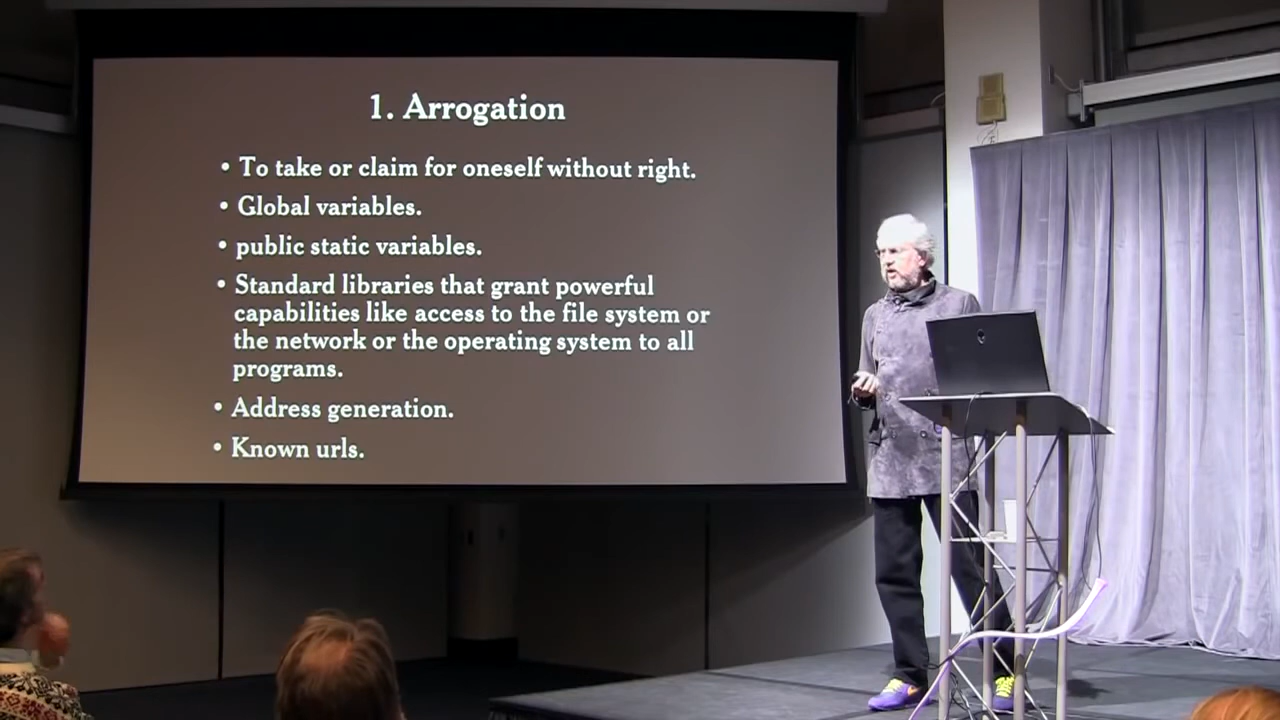 1. Arrogation
• To take or claim for oneself without right.
• Global variables.
• public static variables.
• Standard libraries that grant powerful
capabilities like access to the file system or
the network or the operating system to all
programs.
• Address generation.
• Known urls.